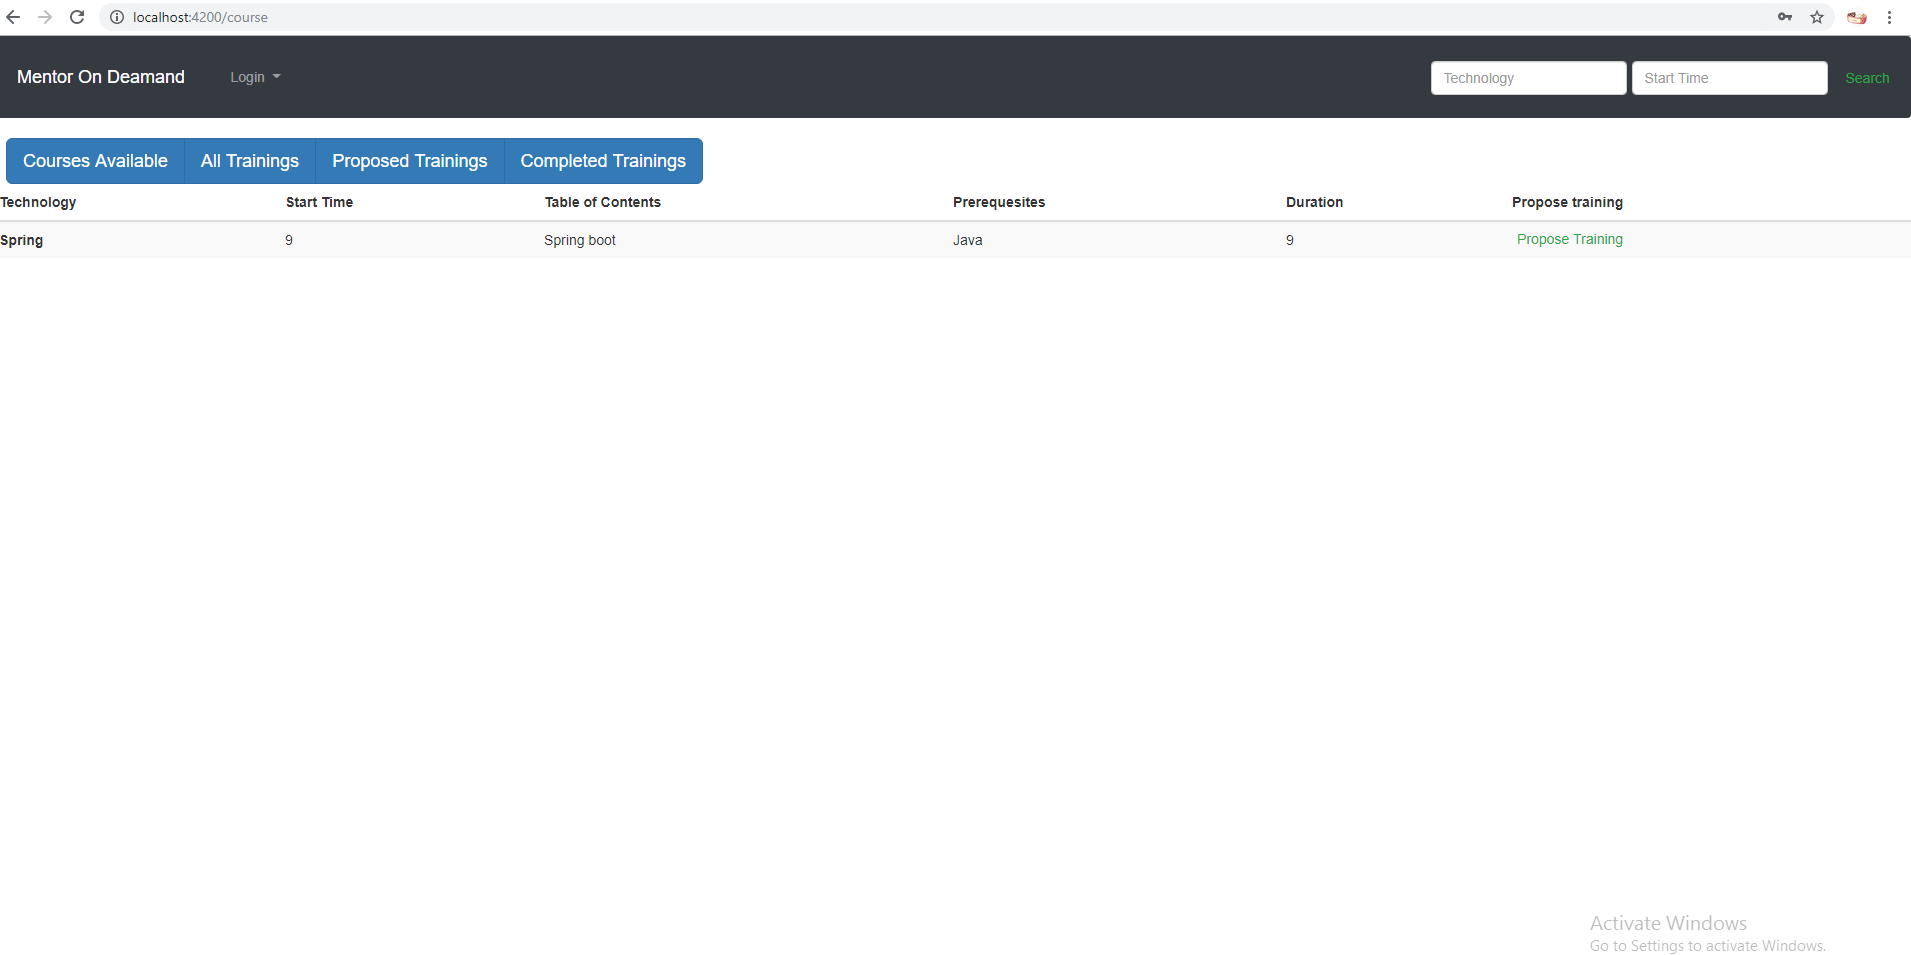 localhost:4200/course
Mentor On Deamand Login Technology Start Time Search
Courses Available All Trainings Proposed Trainings Completed Trainings
Technology Start Time Table of Contents Prerequesites Duration Propose training
Spring 9 Spring boot Java 9 Propose Training
Activate Windows
Go to Settings to activate Windows.